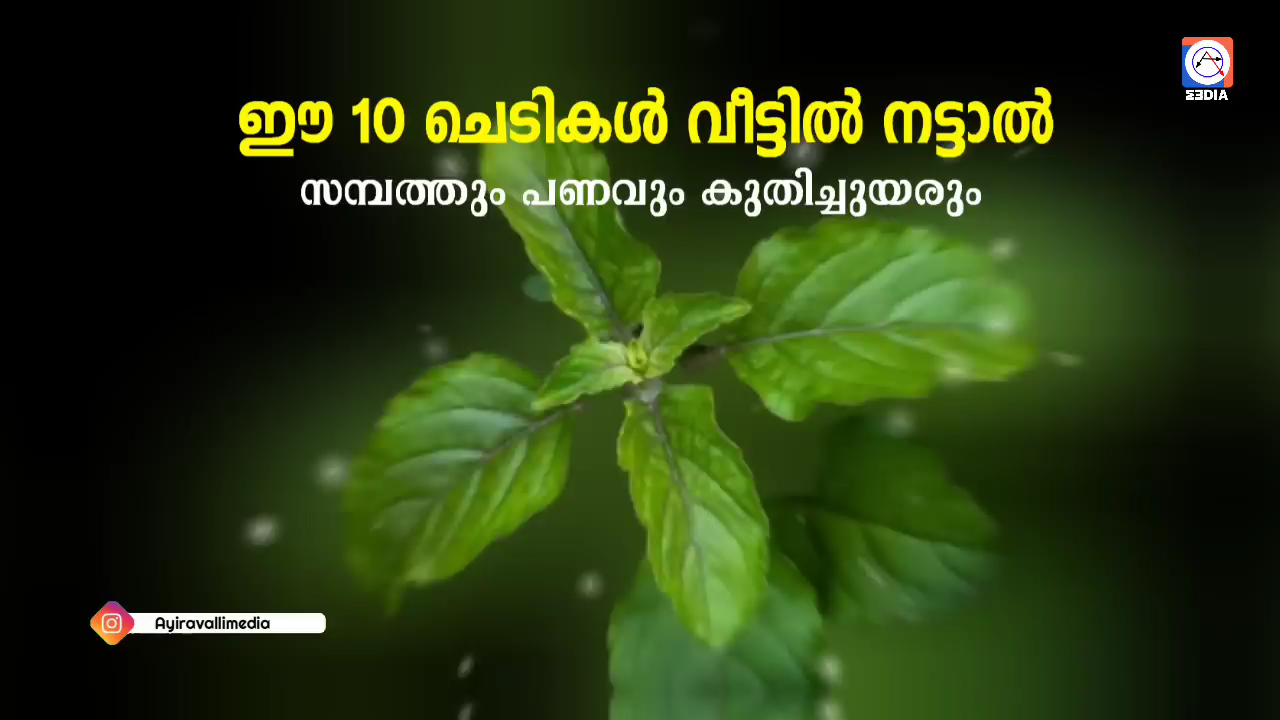 ഈ 10 ചെടികൾ വീട്ടിൽ നട്ടാൽ
സമ്പത്തും പണവും കുതിച്ചുയരും
Ayiravallimedia